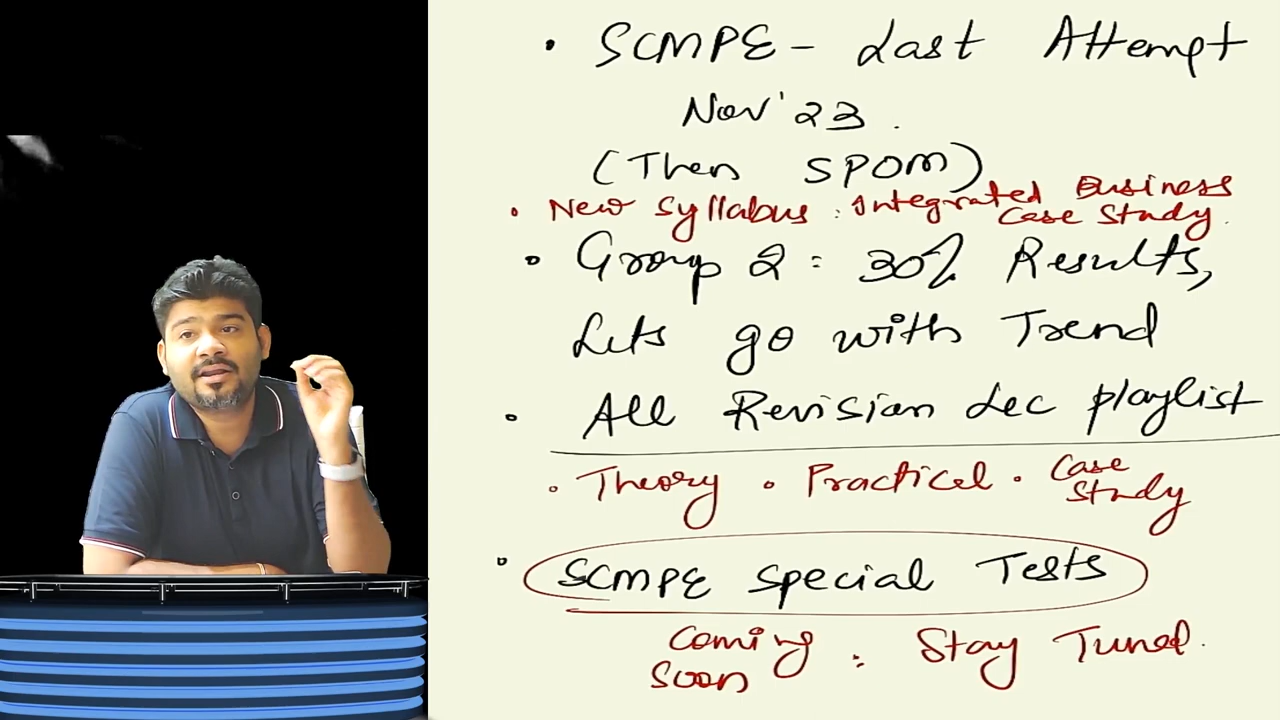 • SCMPE - Last Attempt
Nov'23.
(Then SPOM)
• New Syllabus : Integrated Business
Case Study.
• Group 2 : 30% Results,
Lets go with Trend
• All Revision Lec playlist
• Theory • Practical • Case
Study
• SCMPE Special Tests
Coming : Stay Tuned.
Soon